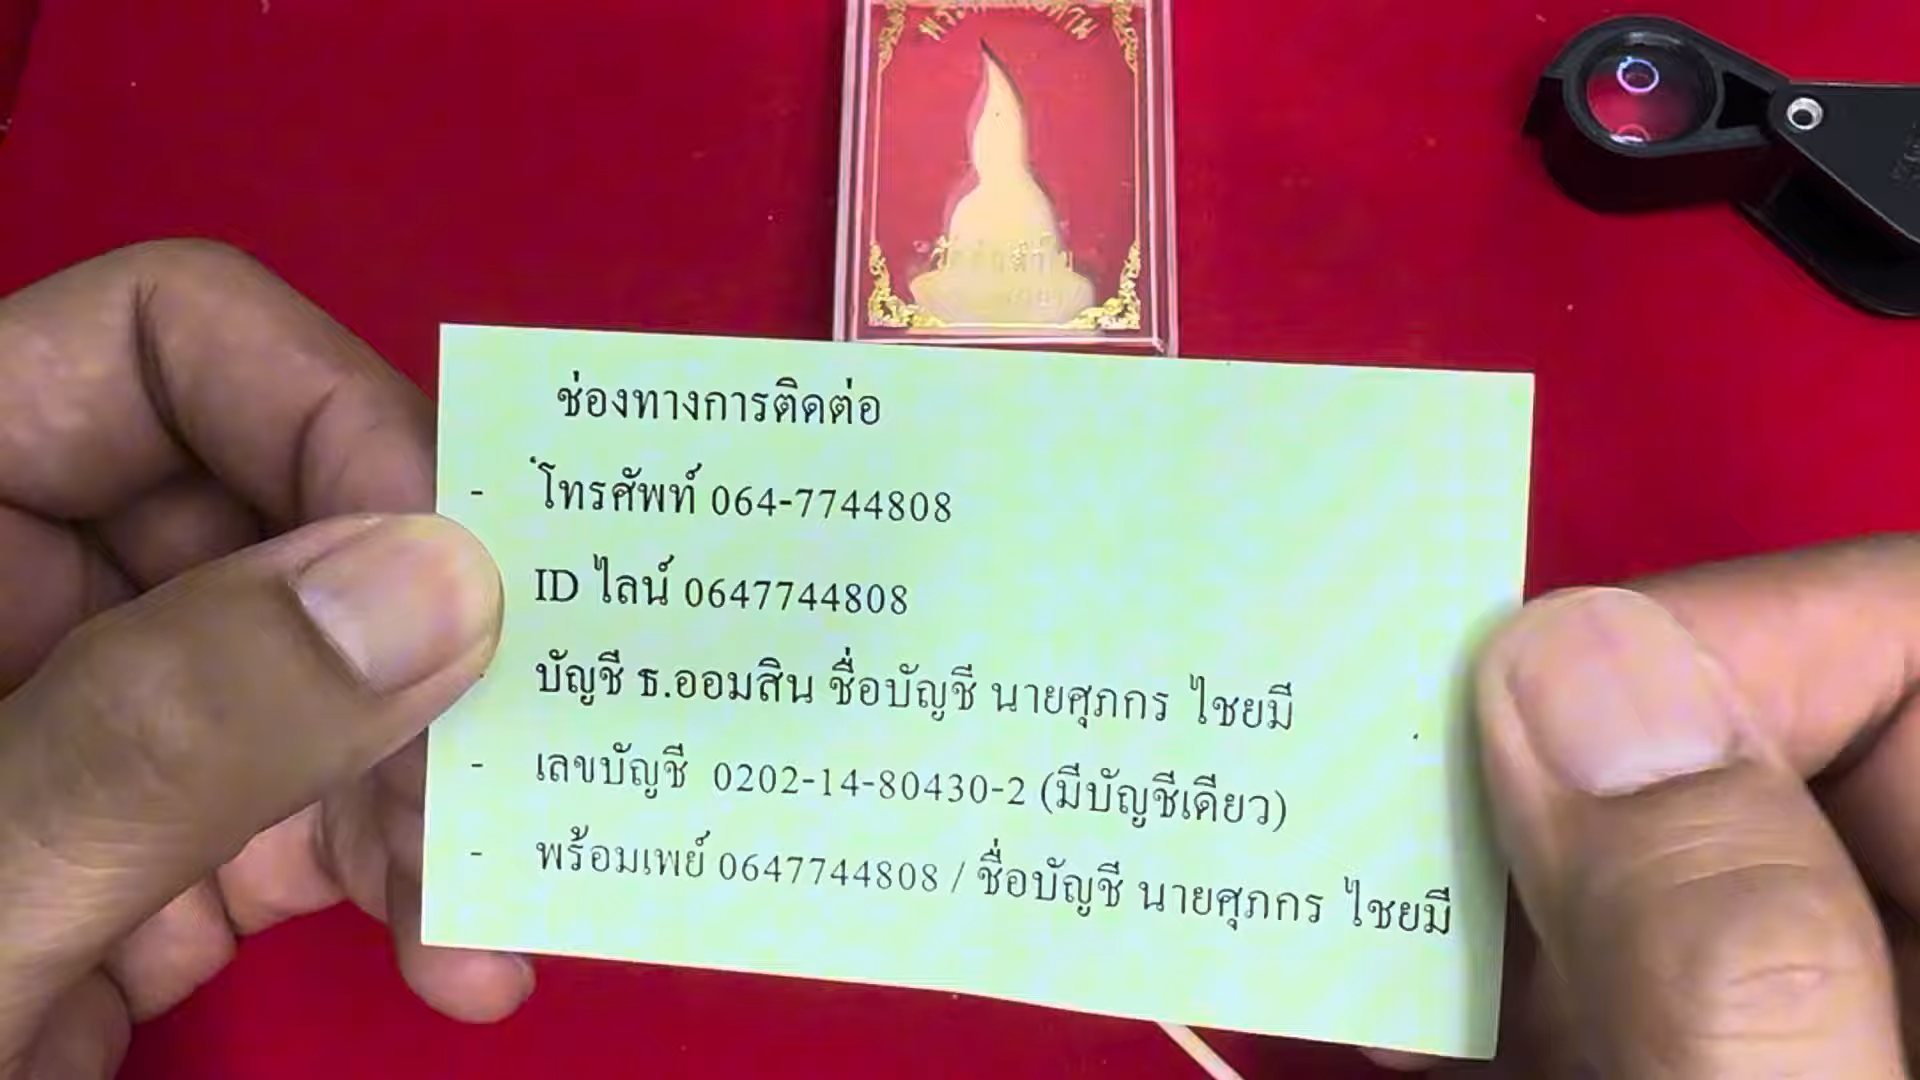 ช่องทางการติดต่อ
- โทรศัพท์ 064-7744808
ID ไลน์ 0647744808
บัญชี ธ.ออมสิน ชื่อบัญชี นายศุภกร ไชยมี
- เลขบัญชี 0202-14-80430-2 (มีบัญชีเดียว)
- พร้อมเพย์ 0647744808 / ชื่อบัญชี นายศุภกร ไชยมี